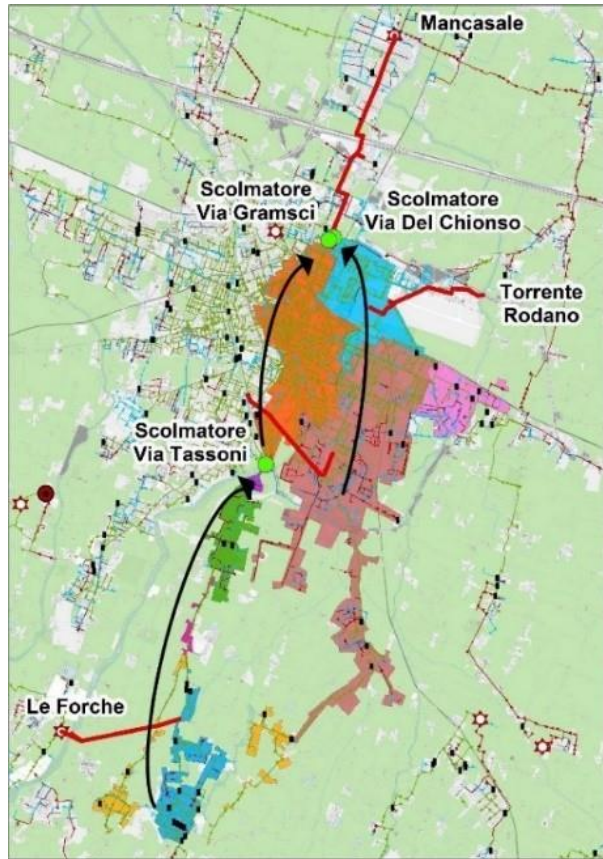 Mancasale
Scolmatore
Via Gramsci
Scolmatore
Via Del Chionso
Torrente
Rodano
Scolmatore
Via Tassoni
Le Forche